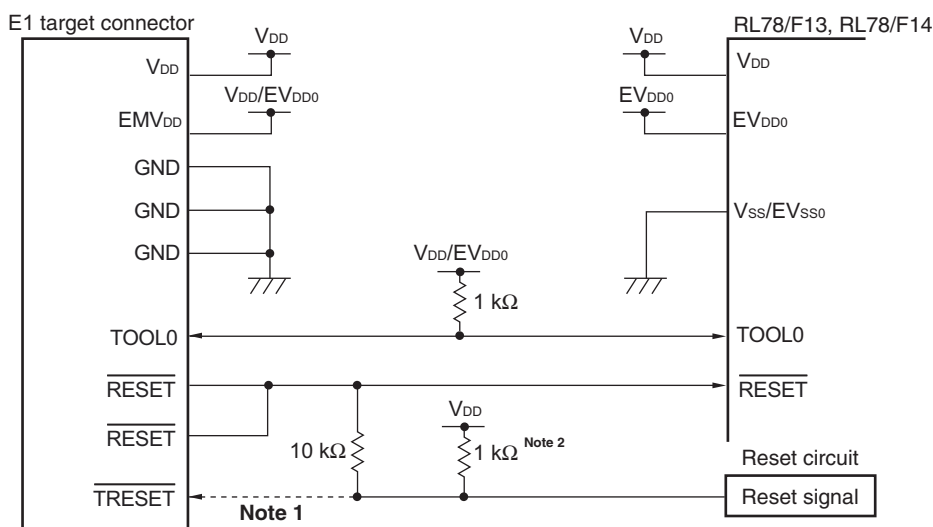 E1 target connector
RL78/F13, RL78/F14
VDD
VDD
VDD
VDD
VDD/EVDD0
EVDD0
EMVDD
EVDD0
GND
GND
VSS/EVSS0
GND
VDD/EVDD0
1 kΩ
TOOL0
TOOL0
RESET
RESET
VDD
RESET
10 kΩ
1 kΩ Note 2
Reset circuit
TRESET
Note 1
Reset signal